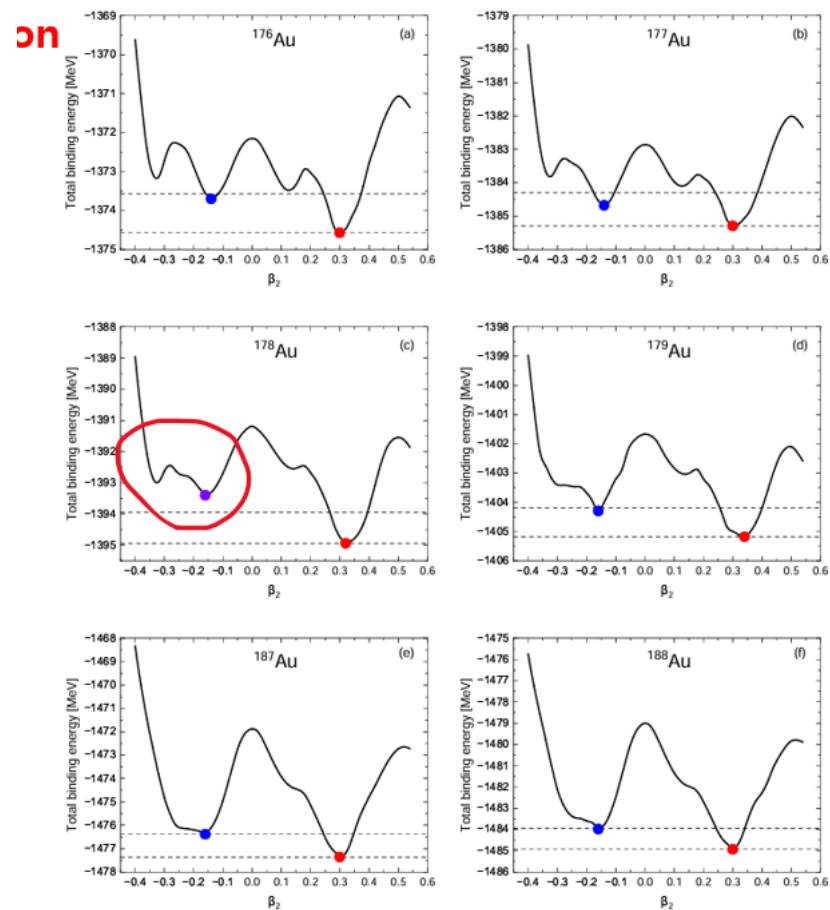 on
176Au
(a)
Total binding energy [MeV]
−1369
−1370
−1371
−1372
−1373
−1374
−1375
−0.4 −0.3 −0.2 −0.1 0.0 0.1 0.2 0.3 0.4 0.5 0.6
β2
177Au
(b)
Total binding energy [MeV]
−1379
−1380
−1381
−1382
−1383
−1384
−1385
−1386
−0.4 −0.3 −0.2 −0.1 0.0 0.1 0.2 0.3 0.4 0.5 0.6
β2
178Au
(c)
Total binding energy [MeV]
−1388
−1389
−1390
−1391
−1392
−1393
−1394
−1395
−0.4 −0.3 −0.2 −0.1 0.0 0.1 0.2 0.3 0.4 0.5 0.6
β2
179Au
(d)
Total binding energy [MeV]
−1398
−1399
−1400
−1401
−1402
−1403
−1404
−1405
−1406
−0.4 −0.3 −0.2 −0.1 0.0 0.1 0.2 0.3 0.4 0.5 0.6
β2
187Au
(e)
Total binding energy [MeV]
−1468
−1469
−1470
−1471
−1472
−1473
−1474
−1475
−1476
−1477
−1478
−0.4 −0.3 −0.2 −0.1 0.0 0.1 0.2 0.3 0.4 0.5 0.6
β2
188Au
(f)
Total binding energy [MeV]
−1475
−1476
−1477
−1478
−1479
−1480
−1481
−1482
−1483
−1484
−1485
−1486
−0.4 −0.3 −0.2 −0.1 0.0 0.1 0.2 0.3 0.4 0.5 0.6
β2